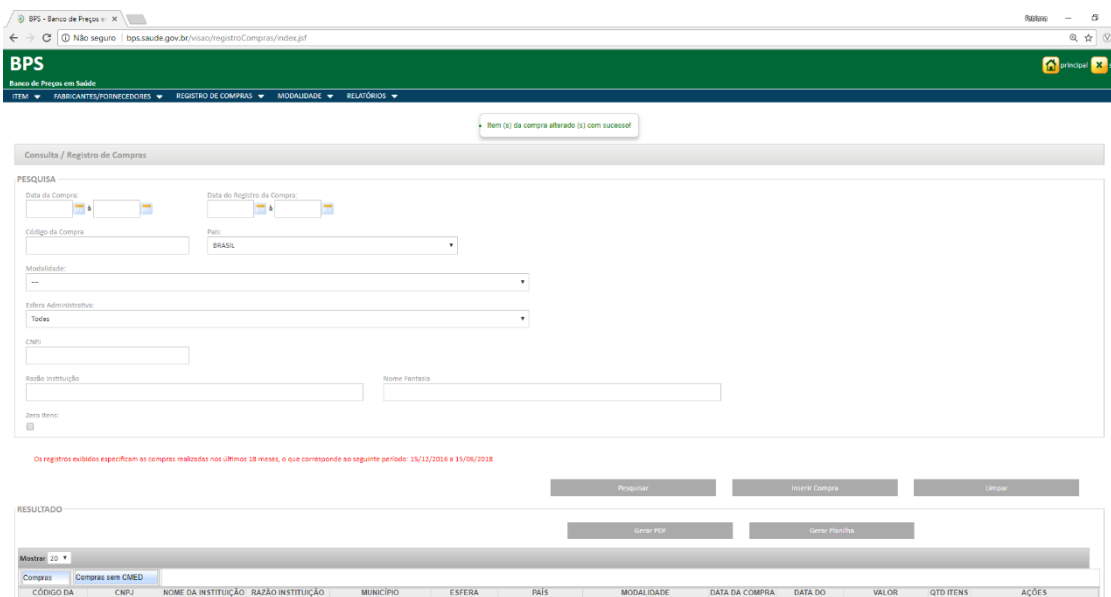 BPS - Banco de Preços e
Fabiana
Não seguro | bps.saude.gov.br/visao/registroCompras/index.jsf
BPS
principal
Banco de Preços em Saúde
ITEM FABRICANTES/FORNECEDORES REGISTRO DE COMPRAS MODALIDADE RELATÓRIOS
Item (s) da compra alterado (s) com sucesso!
Consulta / Registro de Compras
PESQUISA
Data da Compra: Data do Registro da Compra:
à à
Código da Compra País:
BRASIL
Modalidade:
---
Esfera Administrativa:
Todas
CNPJ
Razão Instituição Nome Fantasia
Zero Itens:
Os registros exibidos especificam as compras realizadas nos últimos 18 meses, o que corresponde ao seguinte período: 15/12/2016 a 15/06/2018
Pesquisar Inserir Compra Limpar
RESULTADO
Gerar PDF Gerar Planilha
Mostrar 20
Compras Compras sem CMED
CÓDIGO DA CNPJ NOME DA INSTITUIÇÃO RAZÃO INSTITUIÇÃO MUNICÍPIO ESFERA PAÍS MODALIDADE DATA DA COMPRA DATA DO VALOR QTD ITENS AÇÕES